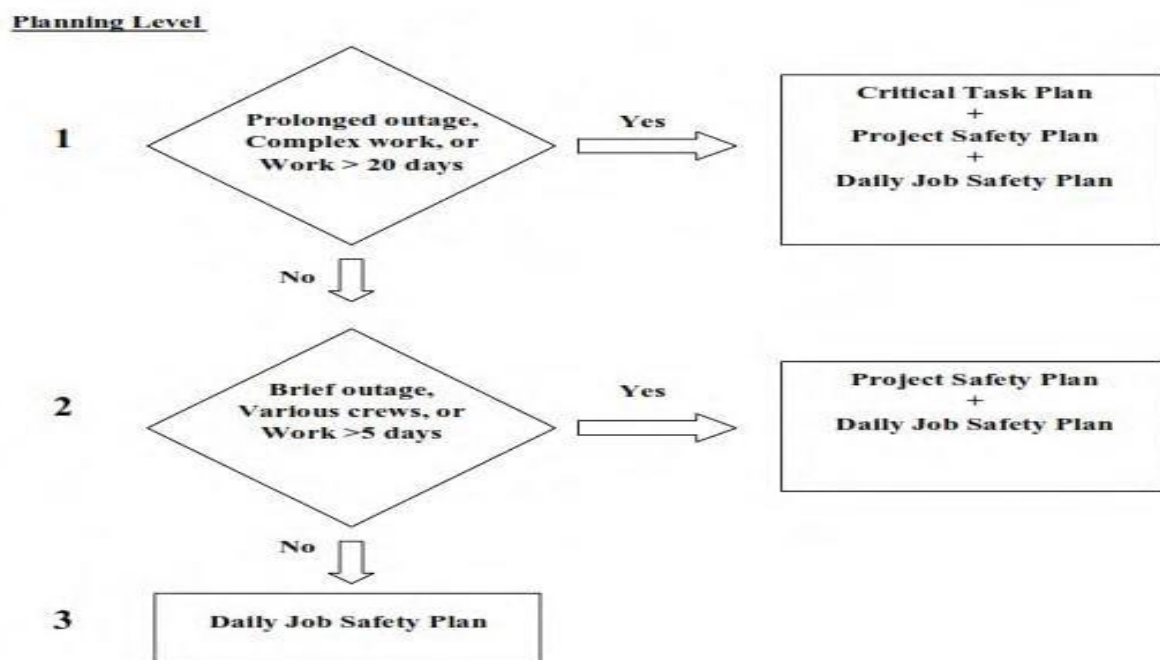 Planning Level
1
Prolonged outage,
Complex work, or
Work > 20 days
Yes
Critical Task Plan
+
Project Safety Plan
+
Daily Job Safety Plan
No
2
Brief outage,
Various crews, or
Work >5 days
Yes
Project Safety Plan
+
Daily Job Safety Plan
No
3
Daily Job Safety Plan